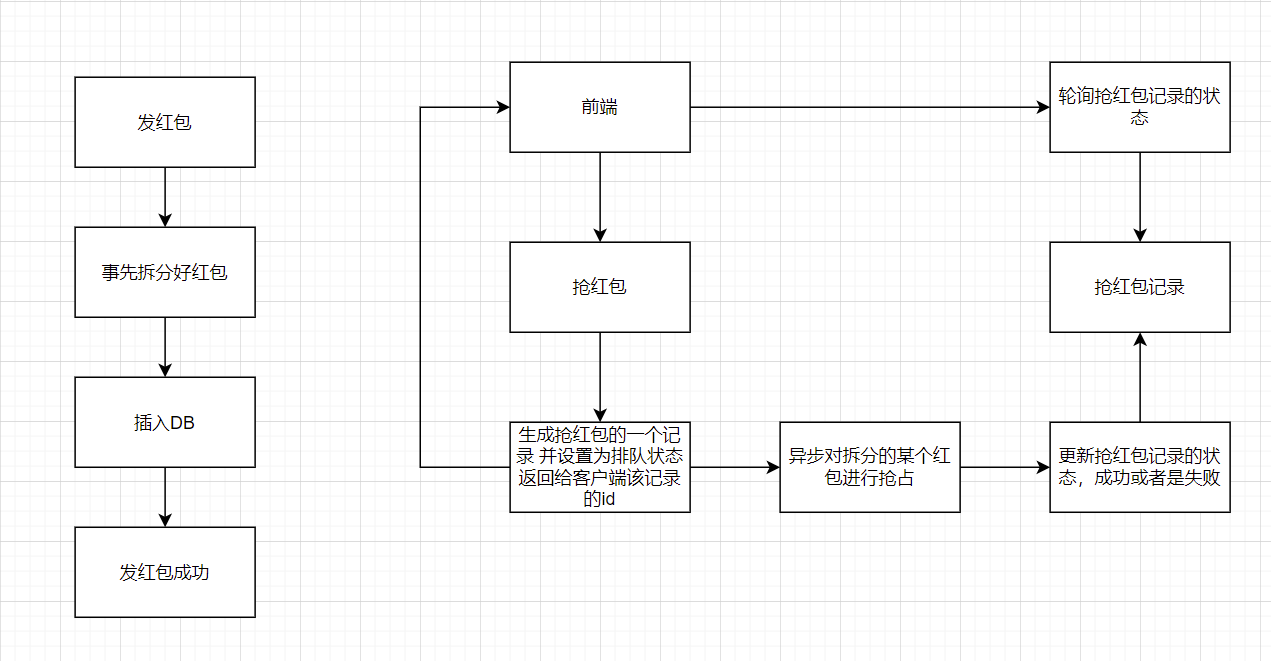 发红包
事先拆分好红包
插入DB
发红包成功
前端
抢红包
生成抢红包的一个记
录 并设置为排队状态
返回给客户端该记录
的id
异步对拆分的某个红
包进行抢占
轮询抢红包记录的状
态
抢红包记录
更新抢红包记录的状
态，成功或者是失败